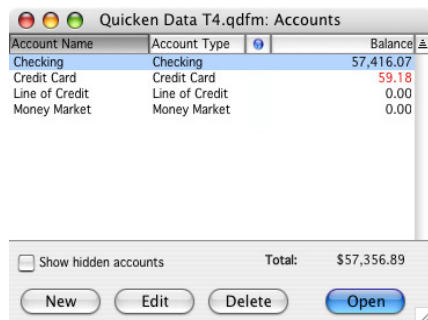 Quicken Data T4.qdfm: Accounts
Account Name Account Type Balance
Checking Checking 57,416.07
Credit Card Credit Card 59.18
Line of Credit Line of Credit 0.00
Money Market Money Market 0.00
Show hidden accounts Total: $57,356.89
New Edit Delete Open